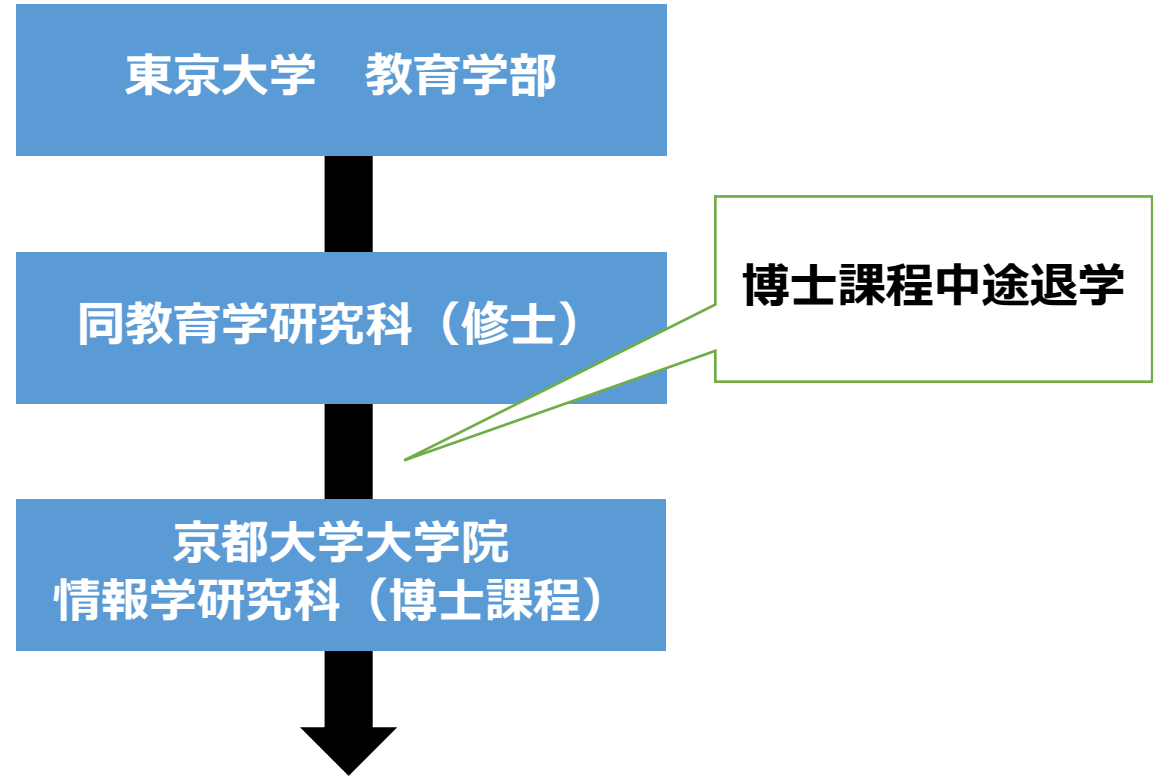 東京大学　教育学部
同教育学研究科（修士）
博士課程中途退学
京都大学大学院
情報学研究科（博士課程）